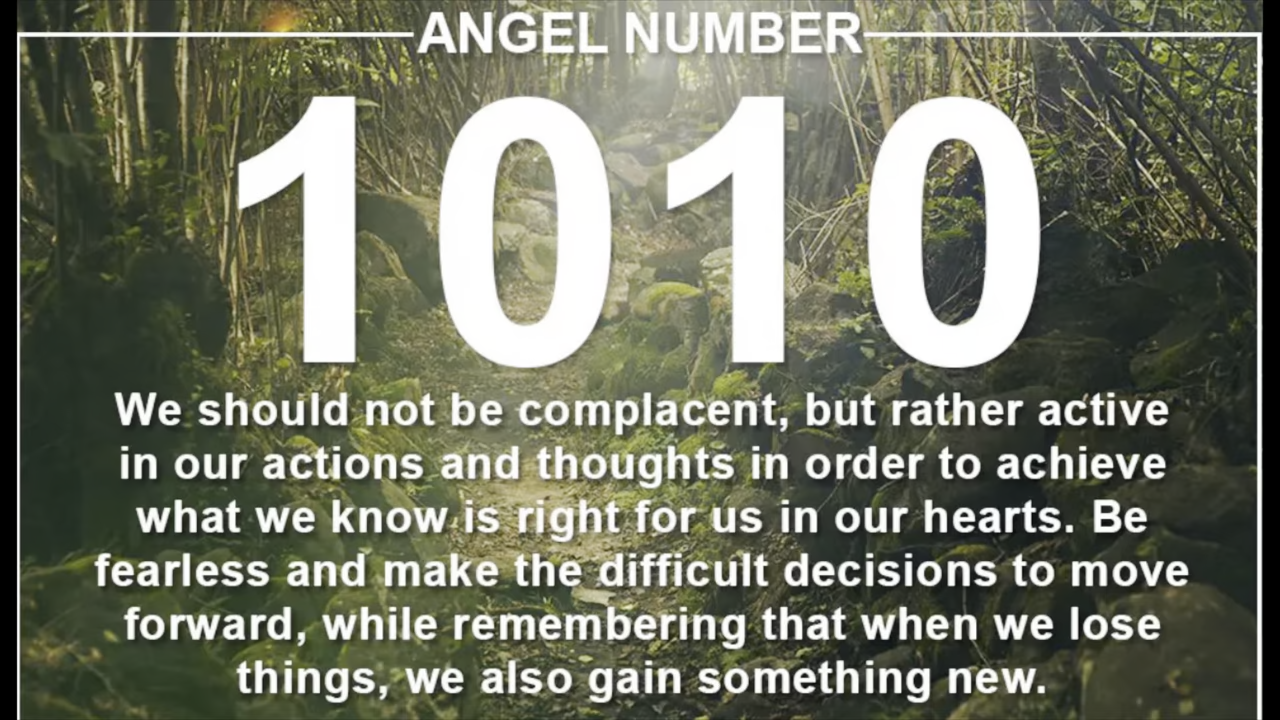 ANGEL NUMBER
1010
We should not be complacent, but rather active
in our actions and thoughts in order to achieve
what we know is right for us in our hearts. Be
fearless and make the difficult decisions to move
forward, while remembering that when we lose
things, we also gain something new.